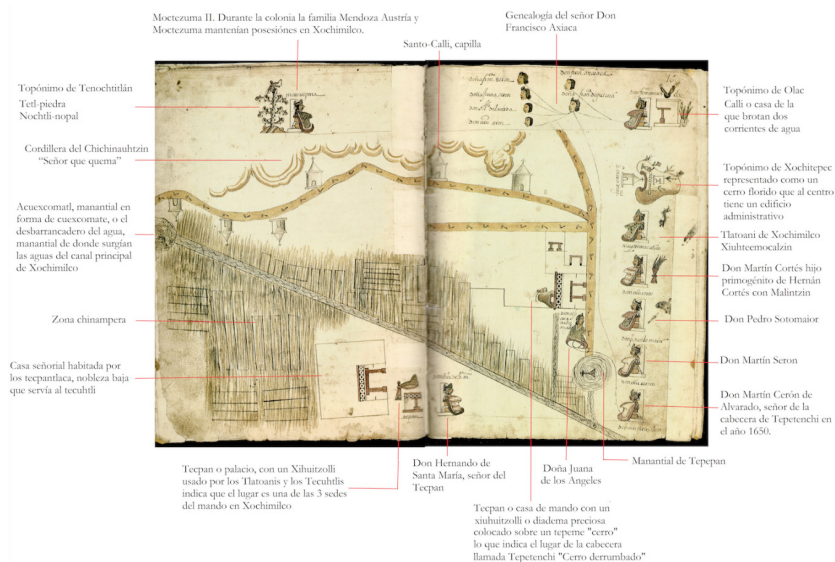 Moctezuma II. Durante la colonia la familia Mendoza Austría y
Moctezuma mantenían posesiónes en Xochimilco.
Genealogía del señor Don
Francisco Axiaca
Santo-Calli, capilla
Topónimo de Tenochtitlán
Tetl-piedra
Nochtli-nopal
Cordillera del Chichinauhtzin
“Señor que quema”
Acuexcomatl, manantial en
forma de cuexcomate, o el
desbarrancadero del agua,
manantial de donde surgían
las aguas del canal principal
de Xochimilco
Zona chinampera
Casa señorial habitada por
los tecpantlaca, nobleza baja
que servía al tecuhtli
Topónimo de Olac
Calli o casa de la
que brotan dos
corrientes de agua
Topónimo de Xochitepec
representado como un
cerro florido que al centro
tiene un edificio
administrativo
Tlatoani de Xochimilco
Xiuhteemocalzin
Don Martín Cortés hijo
primogénito de Hernán
Cortés con Malintzin
Don Pedro Sotomaior
Don Martín Seron
Don Martín Cerón de
Alvarado, señor de la
cabecera de Tepetenchi en
el año 1650.
Tecpan o palacio, con un Xihuitzolli
usado por los Tlatoanis y los Tecuhtlis
indica que el lugar es una de las 3 sedes
del mando en Xochimilco
Don Hernando de
Santa María, señor del
Tecpan
Doña Juana
de los Angeles
Manantial de Tepepan
Tecpan o casa de mando con un
xiuhuitzolli o diadema preciosa
colocado sobre un tepeme "cerro"
lo que indica el lugar de la cabecera
llamada Tepetenchi "Cerro derrumbado"